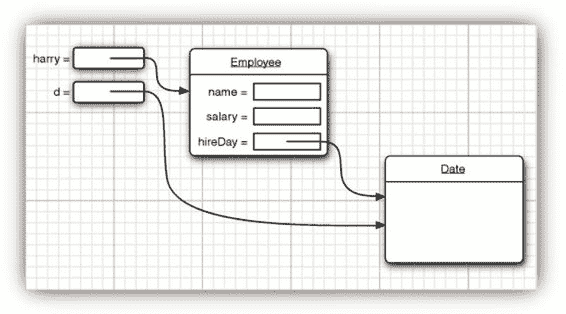 harry =
d =
Employee
name =
salary =
hireDay =
Date